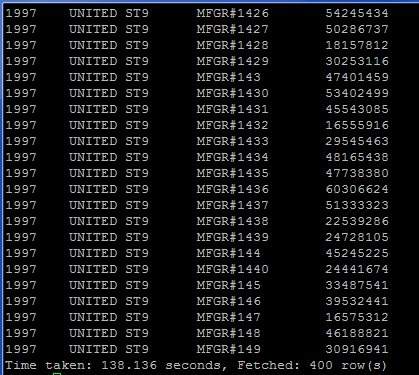 1997 UNITED ST9 MFGR#1426 54245434
1997 UNITED ST9 MFGR#1427 50286737
1997 UNITED ST9 MFGR#1428 18157812
1997 UNITED ST9 MFGR#1429 30253116
1997 UNITED ST9 MFGR#143 47401459
1997 UNITED ST9 MFGR#1430 53402499
1997 UNITED ST9 MFGR#1431 45543085
1997 UNITED ST9 MFGR#1432 16555916
1997 UNITED ST9 MFGR#1433 29545463
1997 UNITED ST9 MFGR#1434 48165438
1997 UNITED ST9 MFGR#1435 47738380
1997 UNITED ST9 MFGR#1436 60306624
1997 UNITED ST9 MFGR#1437 51333323
1997 UNITED ST9 MFGR#1438 22539286
1997 UNITED ST9 MFGR#1439 24728105
1997 UNITED ST9 MFGR#144 45245225
1997 UNITED ST9 MFGR#1440 24441674
1997 UNITED ST9 MFGR#145 33487541
1997 UNITED ST9 MFGR#146 39532441
1997 UNITED ST9 MFGR#147 16575312
1997 UNITED ST9 MFGR#148 46188821
1997 UNITED ST9 MFGR#149 30916941
Time taken: 138.136 seconds, Fetched: 400 row(s)